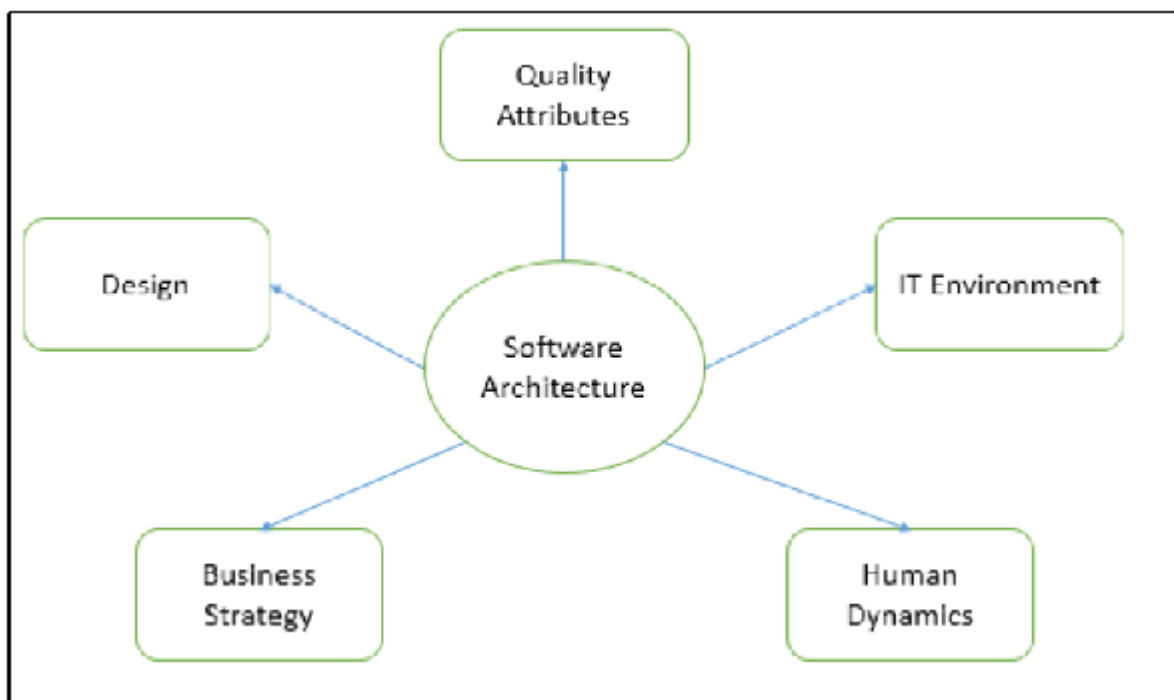 Quality
Attributes
Design
IT Environment
Software
Architecture
Business
Strategy
Human
Dynamics